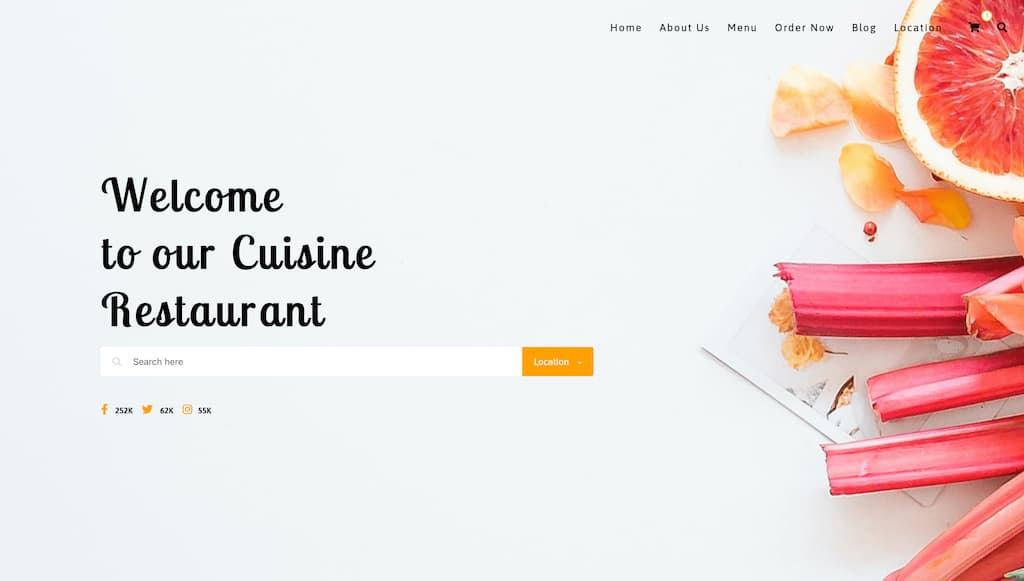 Home About Us Menu Order Now Blog Location
Welcome
to our Cuisine
Restaurant
Search here
Location
252K 62K 55K